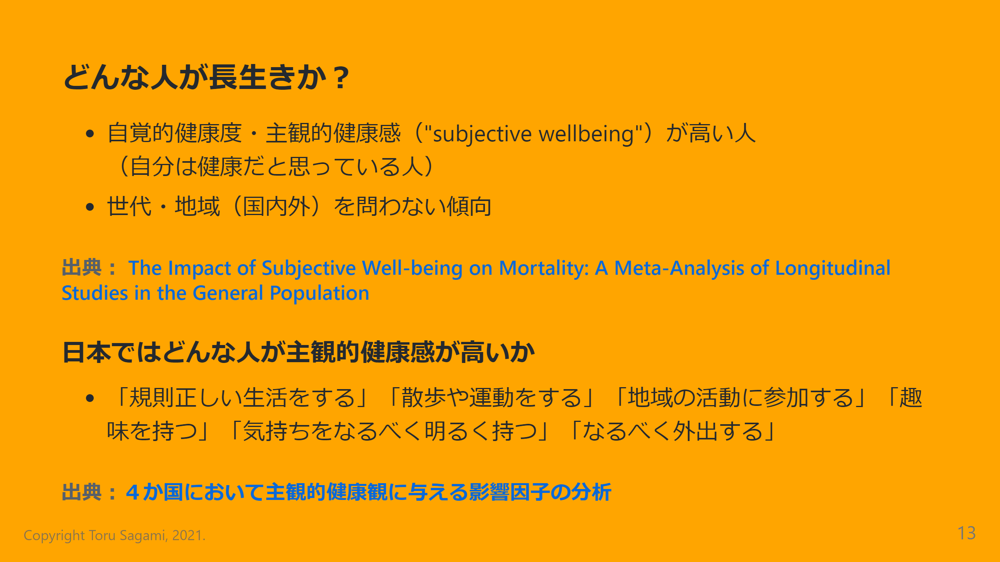 どんな人が長生きか？
• 自覚的健康度・主観的健康感（"subjective wellbeing"）が高い人
（自分は健康だと思っている人）
• 世代・地域（国内外）を問わない傾向
出典： The Impact of Subjective Well-being on Mortality: A Meta-Analysis of Longitudinal
Studies in the General Population
日本ではどんな人が主観的健康感が高いか
• 「規則正しい生活をする」「散歩や運動をする」「地域の活動に参加する」「趣
味を持つ」「気持ちをなるべく明るく持つ」「なるべく外出する」
出典：４か国において主観的健康観に与える影響因子の分析
Copyright Toru Sagami, 2021.
13